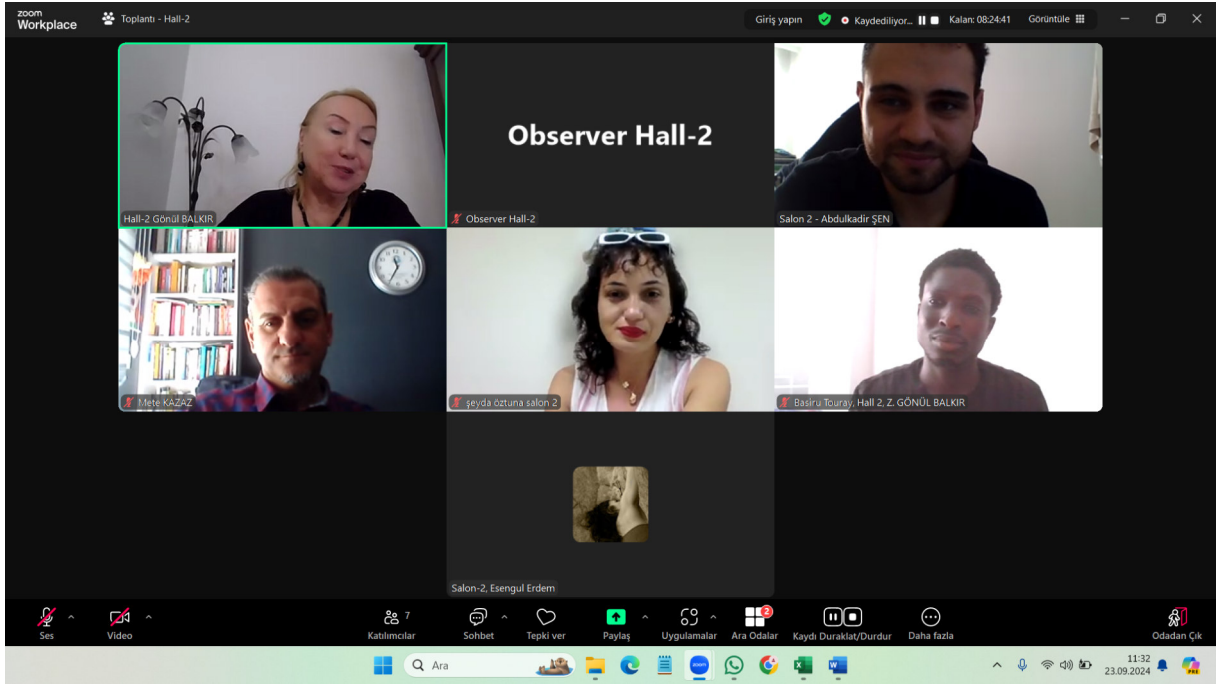 zoom
Workplace
Toplantı - Hall-2
Giriş yapın
Kaydediliyor...
Kalan: 08:24:41
Görüntüle
Hall-2 Gönül BALKIR
Observer Hall-2
Observer Hall-2
Salon 2 - Abdulkadir ŞEN
Mete KAZAZ
şeyda öztuna salon 2
Basiru Touray, Hall 2, Z. GÖNÜL BALKIR
Salon-2, Esengul Erdem
Ses
Video
7
Katılımcılar
Sohbet
Tepki ver
Paylaş
Uygulamalar
2
Ara Odalar
Kaydı Duraklat/Durdur
Daha fazla
Odadan Çık
Ara
zoom
11:32
23.09.2024
PRE